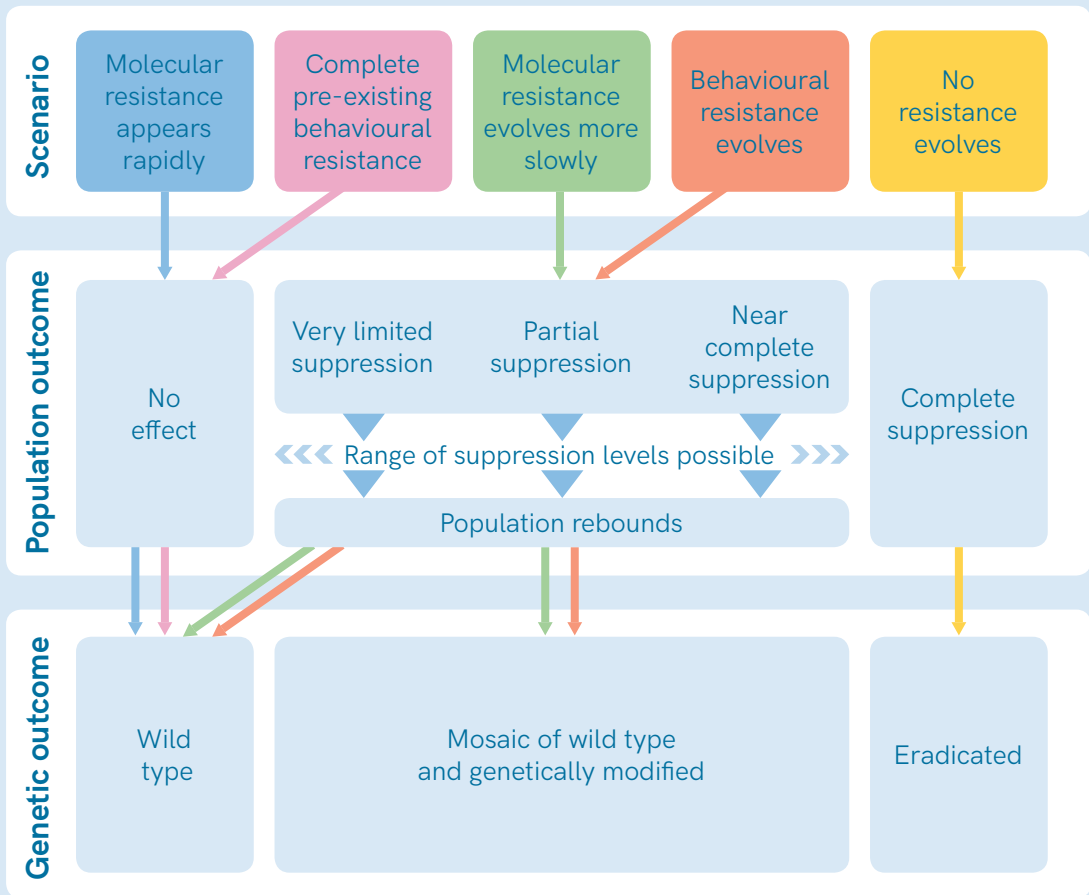 Scenario
Molecular
resistance
appears
rapidly
Complete
pre-existing
behavioural
resistance
Molecular
resistance
evolves more
slowly
Behavioural
resistance
evolves
No
resistance
evolves
Population outcome
No
effect
Very limited
suppression
Partial
suppression
Near
complete
suppression
Range of suppression levels possible
Population rebounds
Complete
suppression
Genetic outcome
Wild
type
Mosaic of wild type
and genetically modified
Eradicated